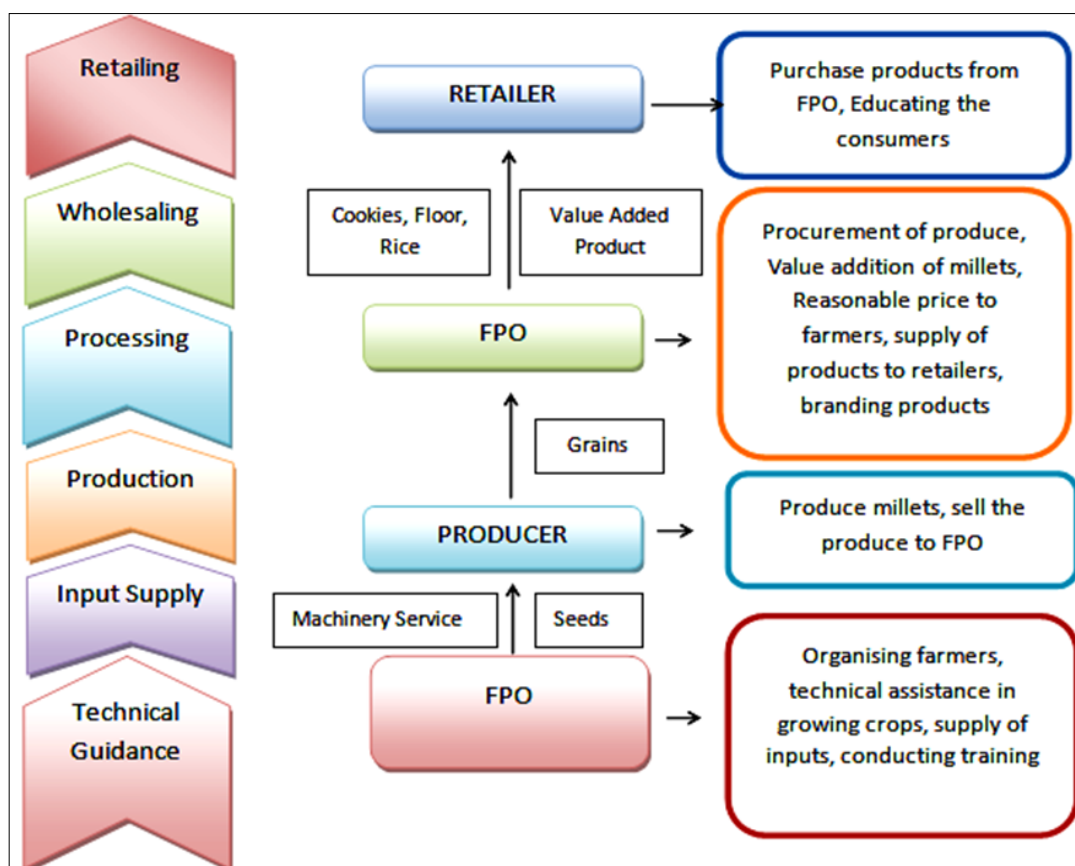 Retailing
RETAILER
Purchase products from
FPO, Educating the
consumers
Wholesaling
Cookies, Floor,
Rice
Value Added
Product
Procurement of produce,
Value addition of millets,
Reasonable price to
farmers, supply of
products to retailers,
branding products
Processing
FPO
Grains
Production
PRODUCER
Produce millets, sell the
produce to FPO
Input Supply
Machinery Service
Seeds
Technical
Guidance
FPO
Organising farmers,
technical assistance in
growing crops, supply of
inputs, conducting training